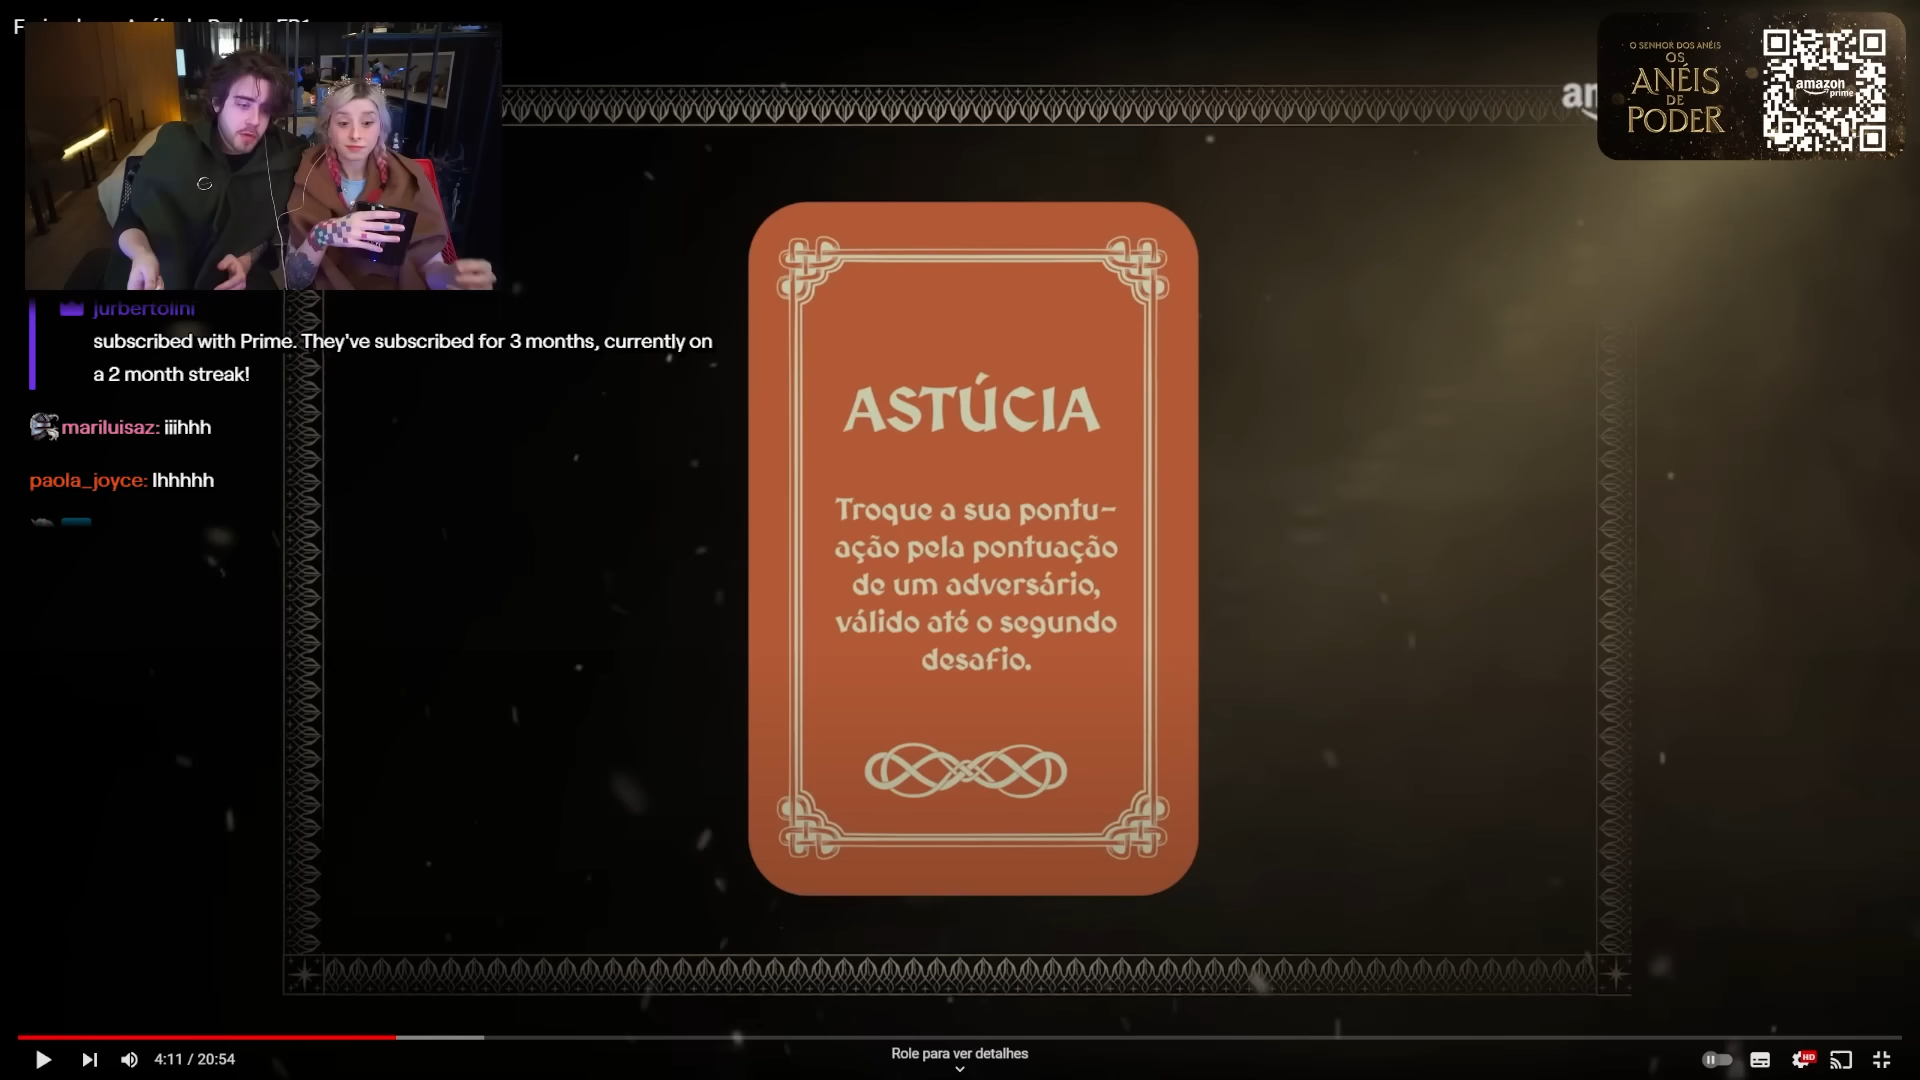 O SENHOR DOS ANÉIS
OS
ANÉIS
DE
PODER
amazon
prime
jurbertolini
subscribed with Prime. They've subscribed for 3 months, currently on
a 2 month streak!
mariluisaz: iiihhh
paola_joyce: Ihhhhh
ASTÚCIA
Troque a sua pontu-
ação pela pontuação
de um adversário,
válido até o segundo
desafio.
4:11 / 20:54
Role para ver detalhes
HD